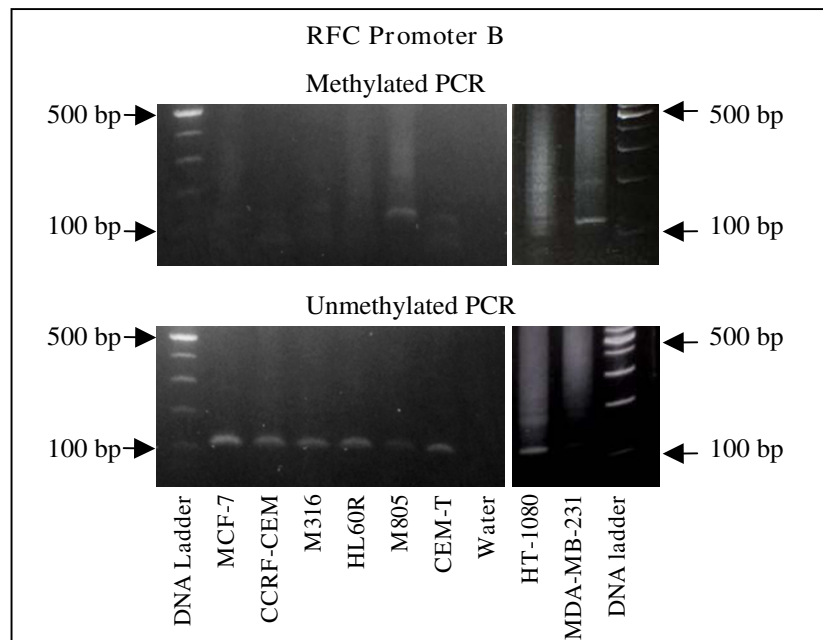 RFC Promoter B
Methylated PCR
500 bp
500 bp
100 bp
100 bp
Unmethylated PCR
500 bp
500 bp
100 bp
100 bp
DNA Ladder
MCF-7
CCRF-CEM
M316
HL60R
M805
CEM-T
Water
HT-1080
MDA-MB-231
DNA ladder